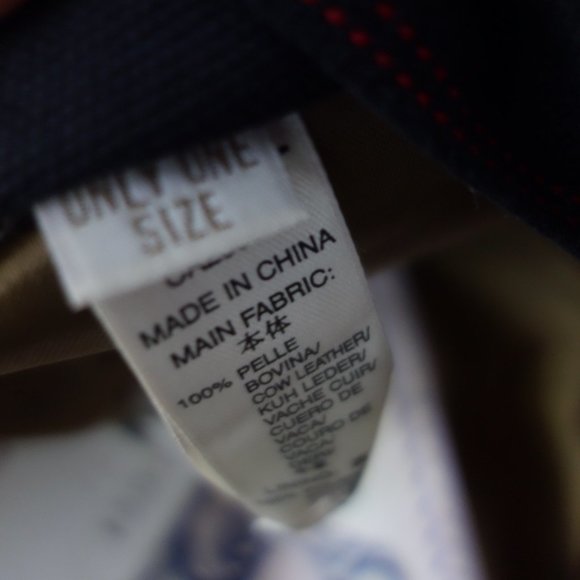 ONLY ONE
SIZE
MADE IN CHINA
MAIN FABRIC:
本体
100% PELLE
BOVINA/
COW LEATHER/
KUH LEDER/
VACHE CUIR/
CUERO DE
VACA/
COURO DE
VACA/